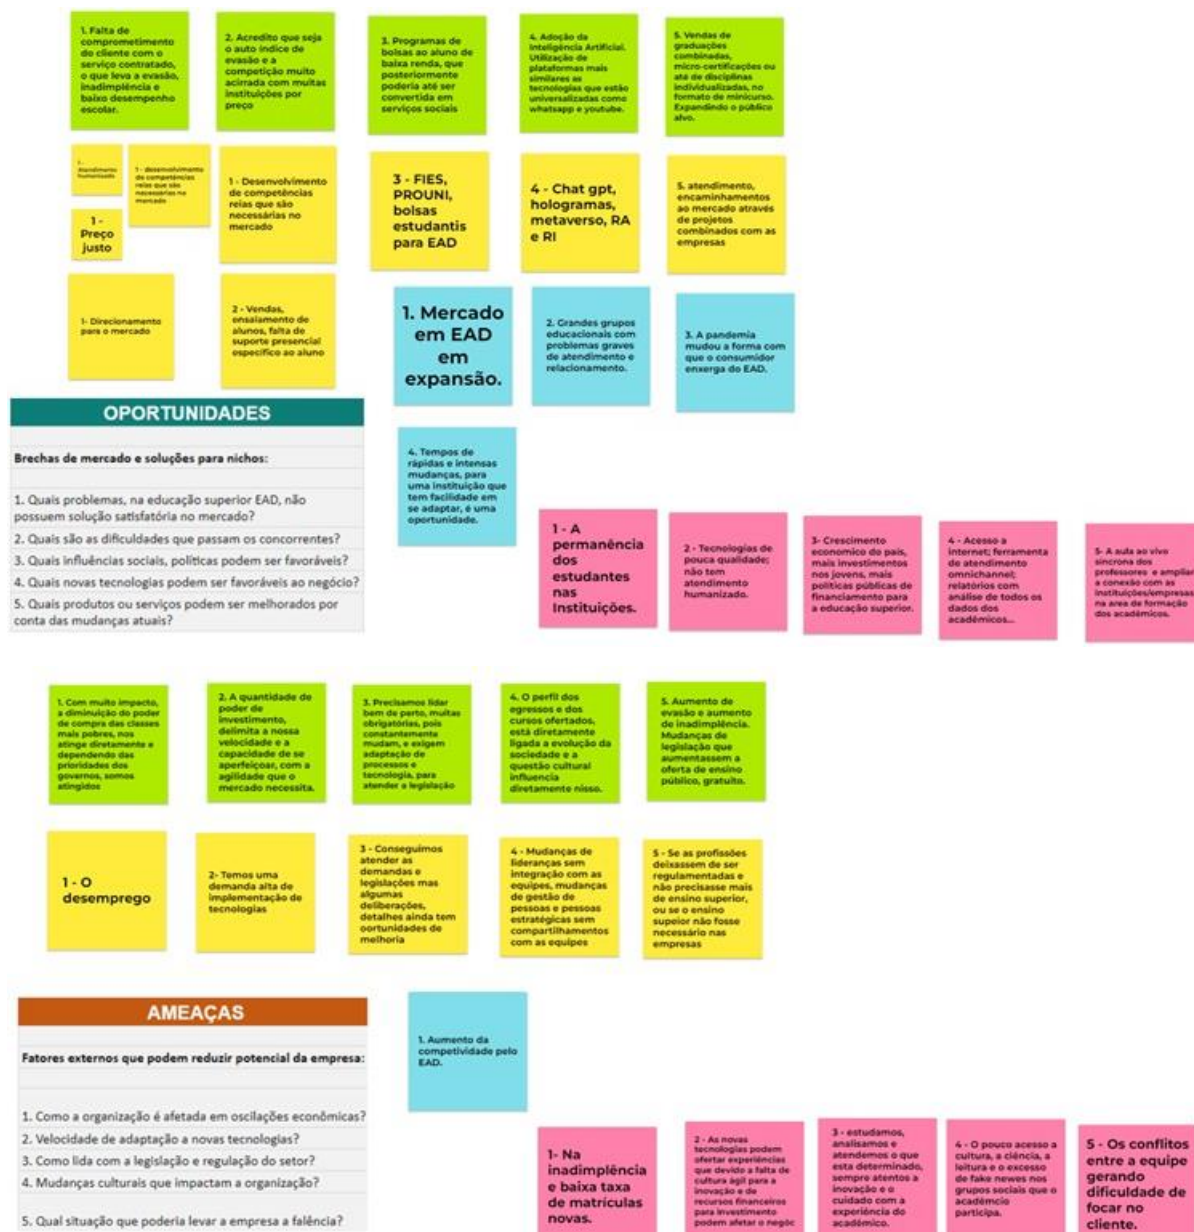 1. Falta de
comprometimento
do cliente com o
serviço contratado,
o que leva a evasão,
inadimplência e
baixo desempenho
escolar.
2. Acredito que seja
o auto índice de
evasão e a
competição muito
acirrada com muitas
instituições por
preço
3. Programas de
bolsas ao aluno de
baixa renda, que
posteriormente
poderia até ser
convertida em
serviços sociais
4. Adoção da
Inteligência Artificial.
Utilização de
plataformas mais
similares as
tecnologias que estão
universalizadas como
whatsapp e youtube.
5. Vendas de
graduações
combinadas,
micro-certificações ou
até de disciplinas
individualizadas, no
formato de minicurso.
Expandindo o público
alvo.
1 -
Atendimento
humanizado
1 - desenvolvimento
de competências
reias que são
necessárias no
mercado
1 - Desenvolvimento
de competências
reias que são
necessárias no
mercado
3 - FIES,
PROUNI,
bolsas
estudantis
para EAD
4 - Chat gpt,
hologramas,
metaverso, RA
e RI
5. atendimento,
encaminhamentos
ao mercado através
de projetos
combinados com as
empresas
1 -
Preço
justo
1- Direcionamento
para o mercado
2 - Vendas,
ensalamento de
alunos, falta de
suporte presencial
específico ao aluno
1. Mercado
em EAD
em
expansão.
2. Grandes grupos
educacionais com
problemas graves
de atendimento e
relacionamento.
3. A pandemia
mudou a forma com
que o consumidor
enxerga do EAD.
OPORTUNIDADES
Brechas de mercado e soluções para nichos:
1. Quais problemas, na educação superior EAD, não
possuem solução satisfatória no mercado?
2. Quais são as dificuldades que passam os concorrentes?
3. Quais influências sociais, políticas podem ser favoráveis?
4. Quais novas tecnologias podem ser favoráveis ao negócio?
5. Quais produtos ou serviços podem ser melhorados por
conta das mudanças atuais?
4. Tempos de
rápidas e intensas
mudanças, para
uma instituição que
tem facilidade em
se adaptar, é uma
oportunidade.
1 - A
permanência
dos
estudantes
nas
Instituições.
2 - Tecnologias de
pouca qualidade;
não tem
atendimento
humanizado.
3- Crescimento
economico do país,
mais investimentos
nos jovens, mais
políticas públicas de
financiamento para
a educação superior.
4 - Acesso a
internet; ferramenta
de atendimento
omnichannel;
relatórios com
análise de todos os
dados dos
acadêmicos...
5- A aula ao vivo
síncrona dos
professores e ampliar
a conexão com as
instituições/empresas
na area de formação
dos acadêmicos.
1. Com muito impacto,
a diminuição do poder
de compra das classes
mais pobres, nos
atinge diretamente e
dependendo das
prioridades dos
governos, somos
atingidos
2. A quantidade de
poder de
investimento,
delimita a nossa
velocidade e a
capacidade de se
aperfeiçoar, com a
agilidade que o
mercado necessita.
3. Precisamos lidar
bem de perto, muitas
obrigatórias, pois
constantemente
mudam, e exigem
adaptação de
processos e
tecnologia, para
atender a legislação
4. O perfil dos
egressos e dos
cursos ofertados,
está diretamente
ligada a evolução da
sociedade e a
questão cultural
influencia
diretamente nisso.
5. Aumento de
evasão e aumento
de inadimplência.
Mudanças de
legislação que
aumentassem a
oferta de ensino
público, gratuito.
1 - O
desemprego
2- Temos uma
demanda alta de
implementação de
tecnologias
3 - Conseguimos
atender as
demandas e
legislações mas
algumas
deliberações,
detalhes ainda tem
oortunidades de
melhoria
4 - Mudanças de
lideranças sem
integração com as
equipes, mudanças
de gestão de
pessoas e pessoas
estratégicas sem
compartilhamentos
com as equipes
5 - Se as profissões
deixassem de ser
regulamentadas e
não precisasse mais
de ensino superior,
ou se o ensino
supeior não fosse
necessário nas
empresas
AMEAÇAS
Fatores externos que podem reduzir potencial da empresa:
1. Como a organização é afetada em oscilações econômicas?
2. Velocidade de adaptação a novas tecnologias?
3. Como lida com a legislação e regulação do setor?
4. Mudanças culturais que impactam a organização?
5. Qual situação que poderia levar a empresa a falência?
1. Aumento da
competividade pelo
EAD.
1- Na
inadimplência
e baixa taxa
de matrículas
novas.
2 - As novas
tecnologias podem
ofertar experiências
que devido a falta de
cultura ágil para a
inovação e de
recursos financeiros
para investimento
podem afetar o negóc
3 - estudamos,
analisamos e
atendemos o que
esta determinado,
sempre atentos a
inovação e o
cuidado com a
experiência do
acadêmico.
4 - O pouco acesso a
cultura, a ciência, a
leitura e o excesso
de fake newes nos
grupos sociais que o
acadêmcio
participa.
5 - Os conflitos
entre a equipe
gerando
dificuldade de
focar no
cliente.